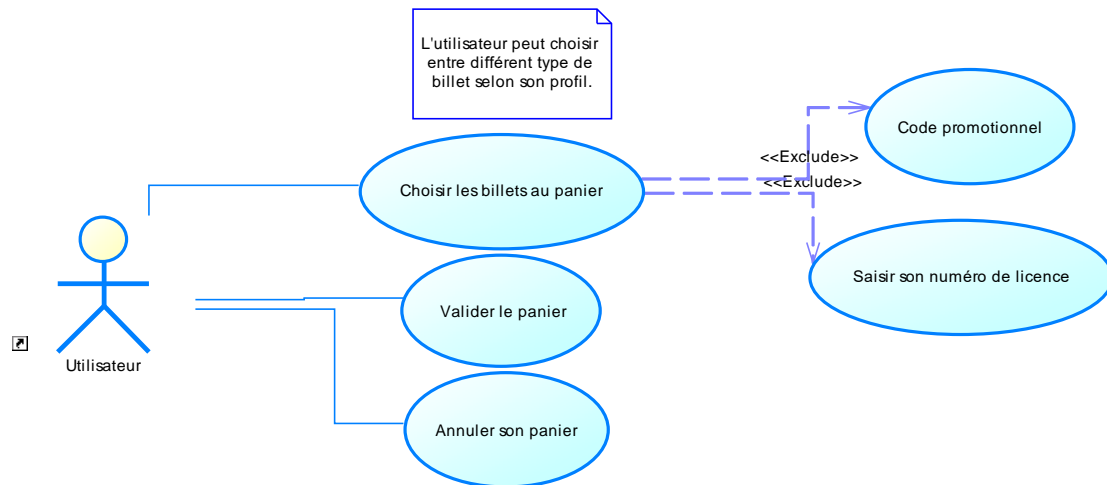 L'utilisateur peut choisir
entre différent type de
billet selon son profil.
Code promotionnel
<<Exclude>>
<<Exclude>>
Choisir les billets au panier
Saisir son numéro de licence
Valider le panier
Utilisateur
Annuler son panier